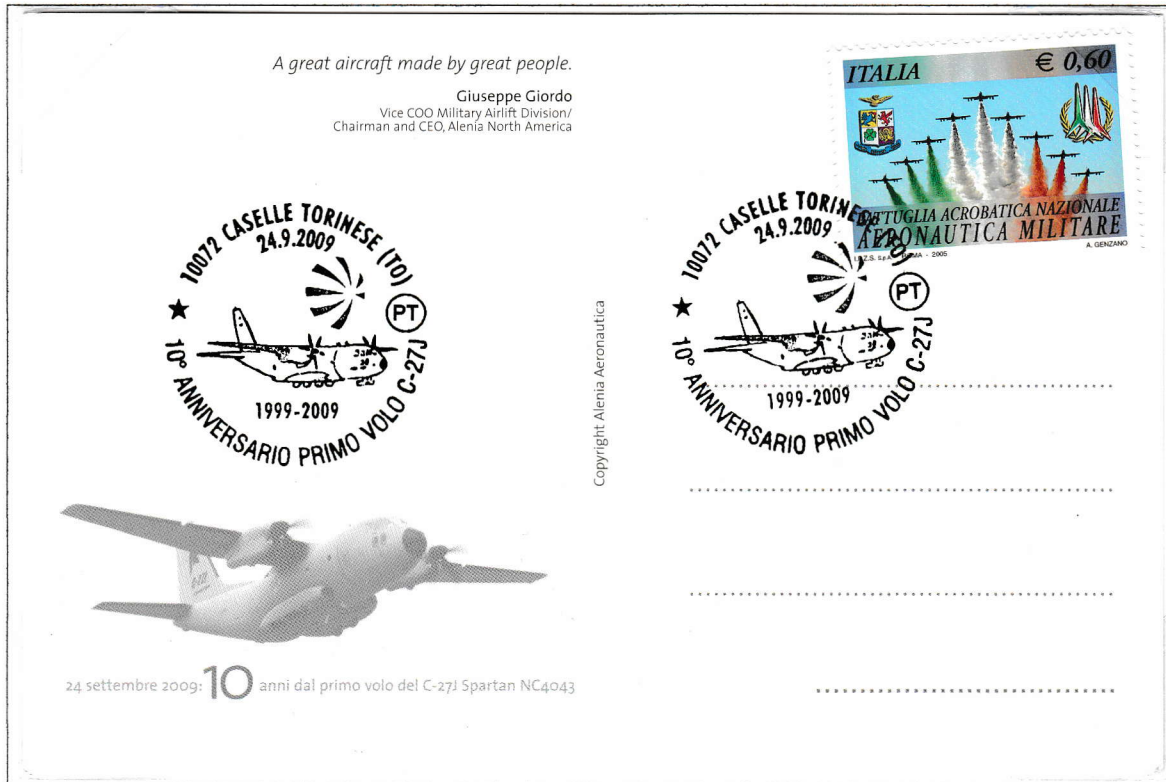 A great aircraft made by great people.
Giuseppe Giordo
Vice COO Military Airlift Division/
Chairman and CEO, Alenia North America
ITALIA € 0,60
PATTUGLIA ACROBATICA NAZIONALE
AERONAUTICA MILITARE
I.P.Z.S. S.p.A. - ROMA - 2005
A. GENZANO
10072 CASELLE TORINESE (TO)
24.9.2009
PT
1999-2009
10° ANNIVERSARIO PRIMO VOLO C-27J
Copyright Alenia Aeronautica
10072 CASELLE TORINESE (TO)
24.9.2009
PT
1999-2009
10° ANNIVERSARIO PRIMO VOLO C-27J
24 settembre 2009: 10 anni dal primo volo del C-27J Spartan NC4043